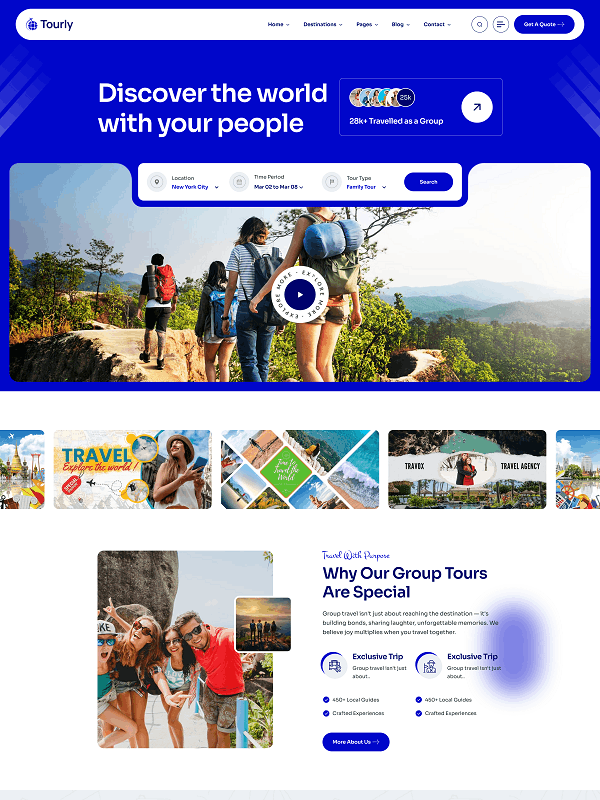 Tourly
Home
Destinations
Pages
Blog
Contact
Get A Quote
Discover the world
with your people
25k
28k+ Travelled as a Group
Location
New York City
Time Period
Mar 02 to Mar 08
Tour Type
Family Tour
Search
EXPLORE MORE · EXPLORE MORE ·
TRAVEL
Explore the world !
Time To
Travel The
World
TRAVOX
TRAVEL AGENCY
Travel With Purpose
Why Our Group Tours
Are Special
Group travel isn't just about reaching the destination — it's
building bonds, sharing laughter, unforgettable memories. We
believe joy multiplies when you travel together.
Exclusive Trip
Group travel isn't just
about..
Exclusive Trip
Group travel isn't just
about..
450+ Local Guides
450+ Local Guides
Crafted Experiences
Crafted Experiences
More About Us